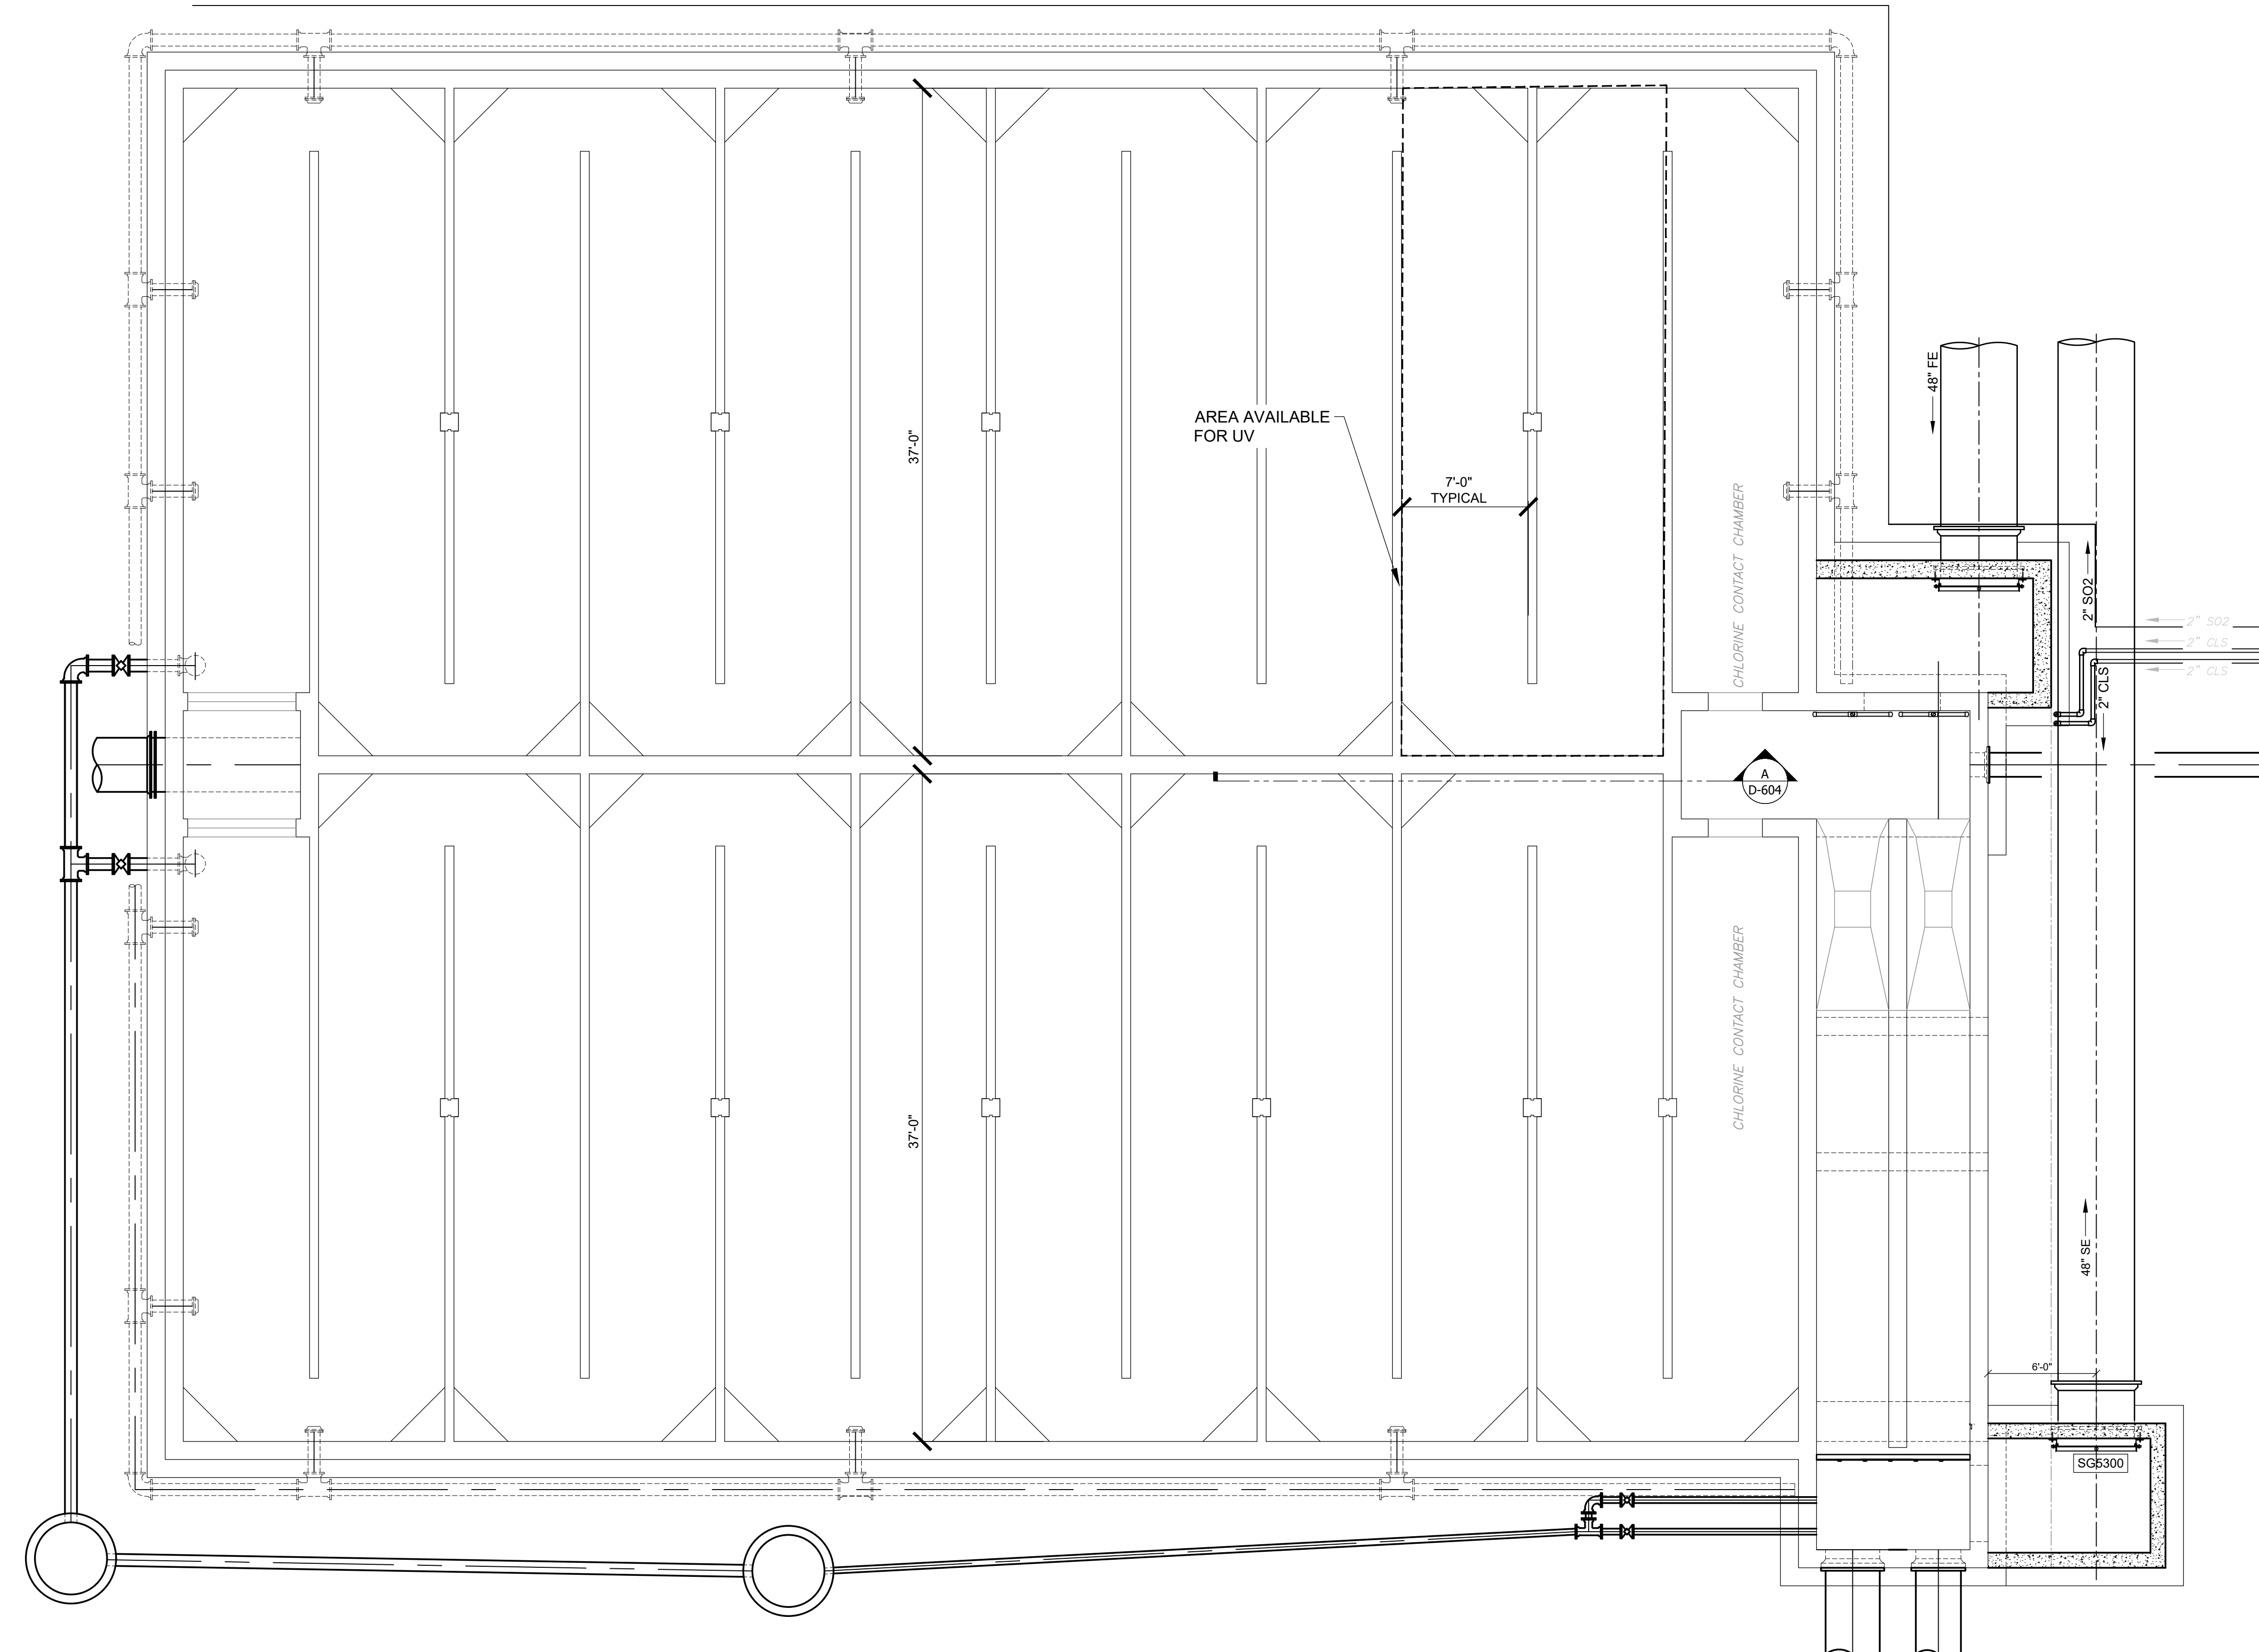 AREA AVAILABLE
FOR UV
37'-0"
7'-0"
TYPICAL
CHLORINE CONTACT CHAMBER
48" FE
2" SO2
2" SO2
2" CLS
2" CLS
2" CLS
A
D-604
CHLORINE CONTACT CHAMBER
37'-0"
48" SE
6'-0"
SG5300